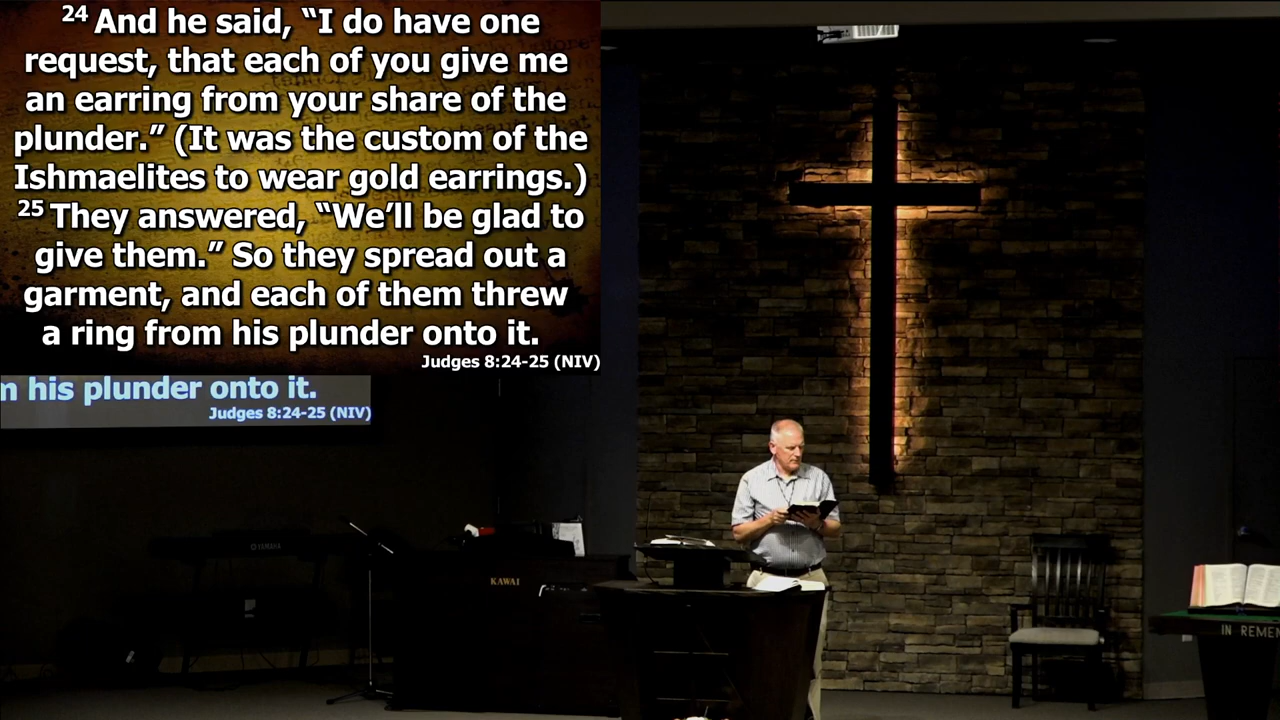 24 And he said, “I do have one
request, that each of you give me
an earring from your share of the
plunder.” (It was the custom of the
Ishmaelites to wear gold earrings.)
25 They answered, “We’ll be glad to
give them.” So they spread out a
garment, and each of them threw
a ring from his plunder onto it.
Judges 8:24-25 (NIV)
his plunder onto it.
Judges 8:24-25 (NIV)
YAMAHA
KAWAI
IN REMEM